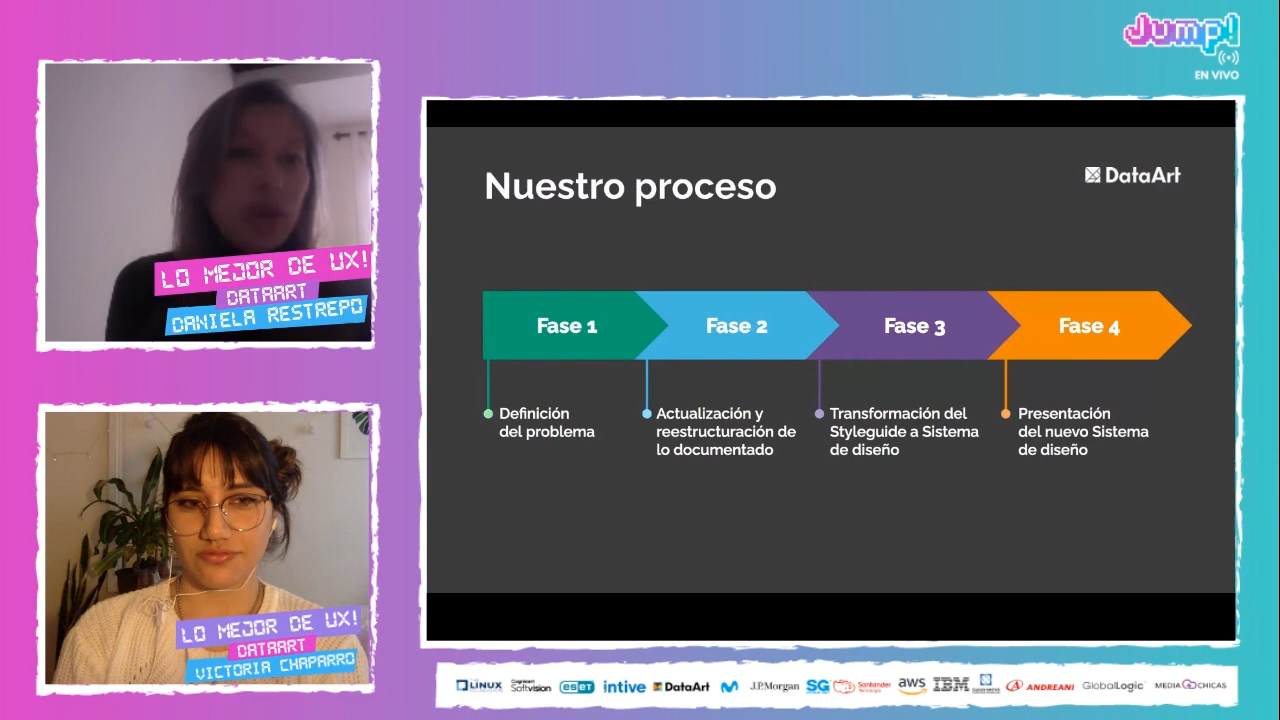 Jump!
EN VIVO
LO MEJOR DE UX!
DATAART
DANIELA RESTREPO
LO MEJOR DE UX!
DATAART
VICTORIA CHAPARRO
Nuestro proceso
DataArt
Fase 1
Fase 2
Fase 3
Fase 4
Definición
del problema
Actualización y
reestructuración de
lo documentado
Transformación del
Styleguide a Sistema
de diseño
Presentación
del nuevo Sistema
de diseño
LINUX
Cognizant
Softvision
eseT
intive
DataArt
J.P.Morgan
SG
Santander
Tecnología
aws
IBM
ANDREANI
GlobalLogic
MEDIA CHICAS